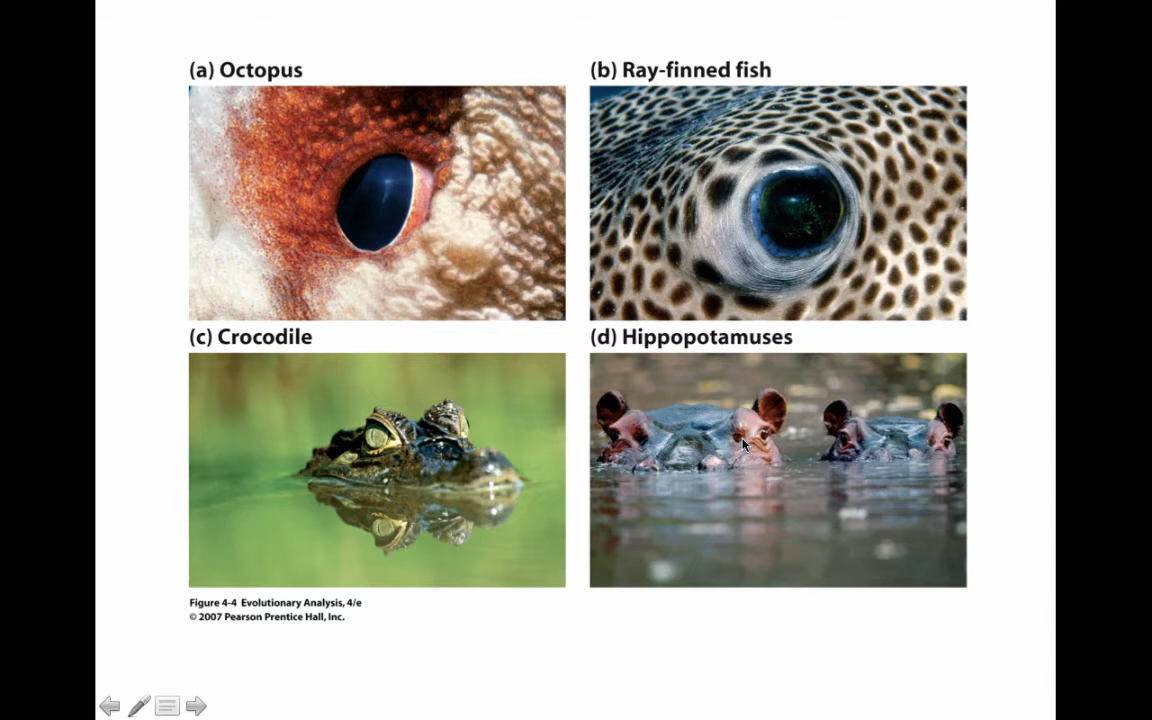 (a) Octopus
(b) Ray-finned fish
(c) Crocodile
(d) Hippopotamuses
Figure 4-4 Evolutionary Analysis, 4/e
© 2007 Pearson Prentice Hall, Inc.